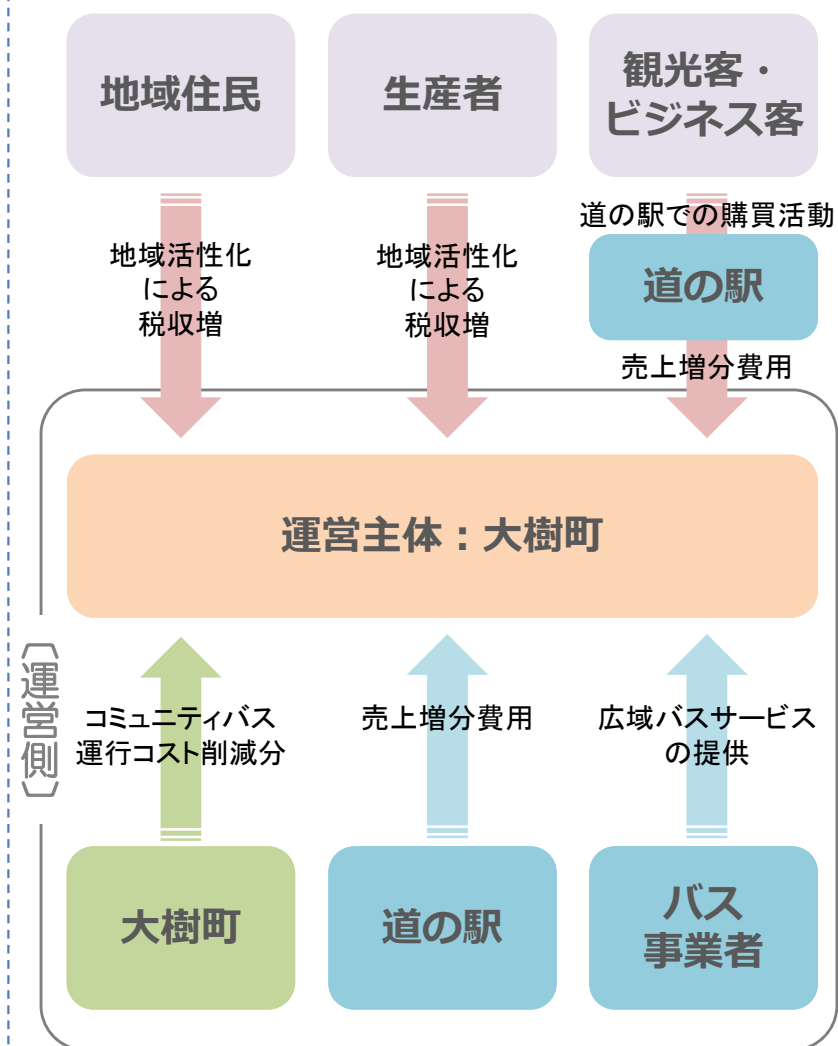 地域住民
生産者
観光客・
ビジネス客
地域活性化
による
税収増
地域活性化
による
税収増
道の駅での購買活動
道の駅
売上増分費用
運営主体：大樹町
〔運営側〕
コミュニティバス
運行コスト削減分
売上増分費用
広域バスサービス
の提供
大樹町
道の駅
バス
事業者